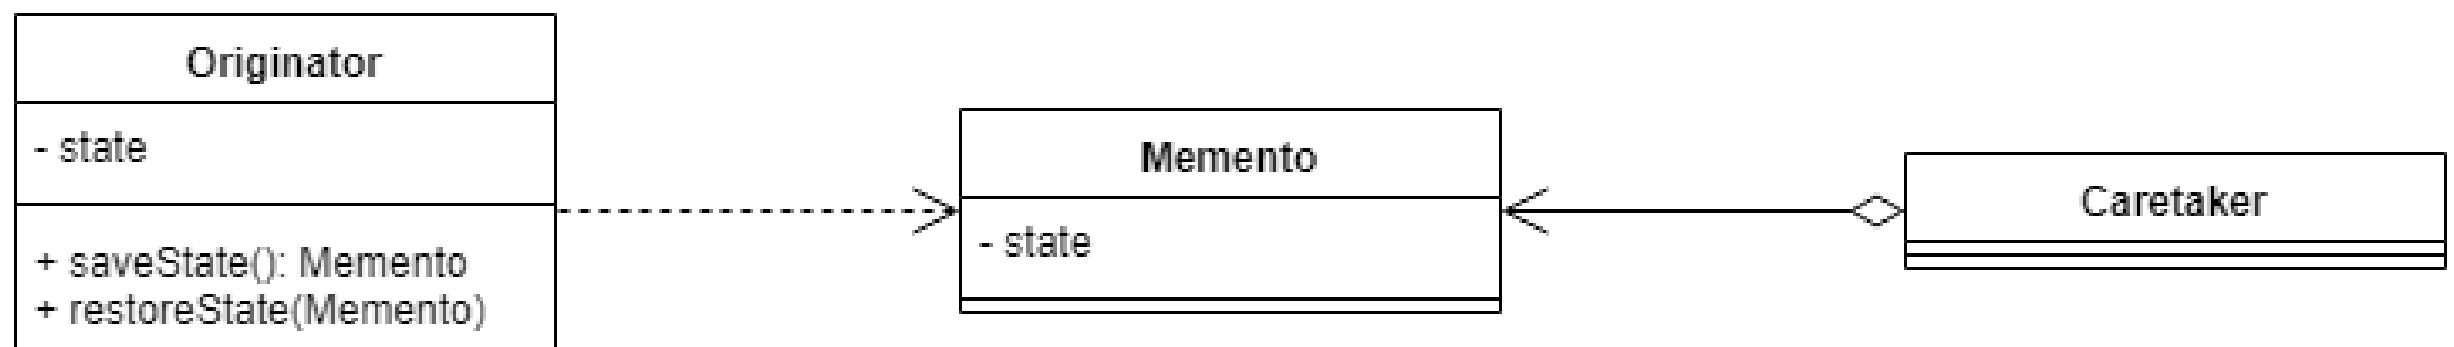 Originator
- state
+ saveState(): Memento
+ restoreState(Memento)
Memento
- state
Caretaker